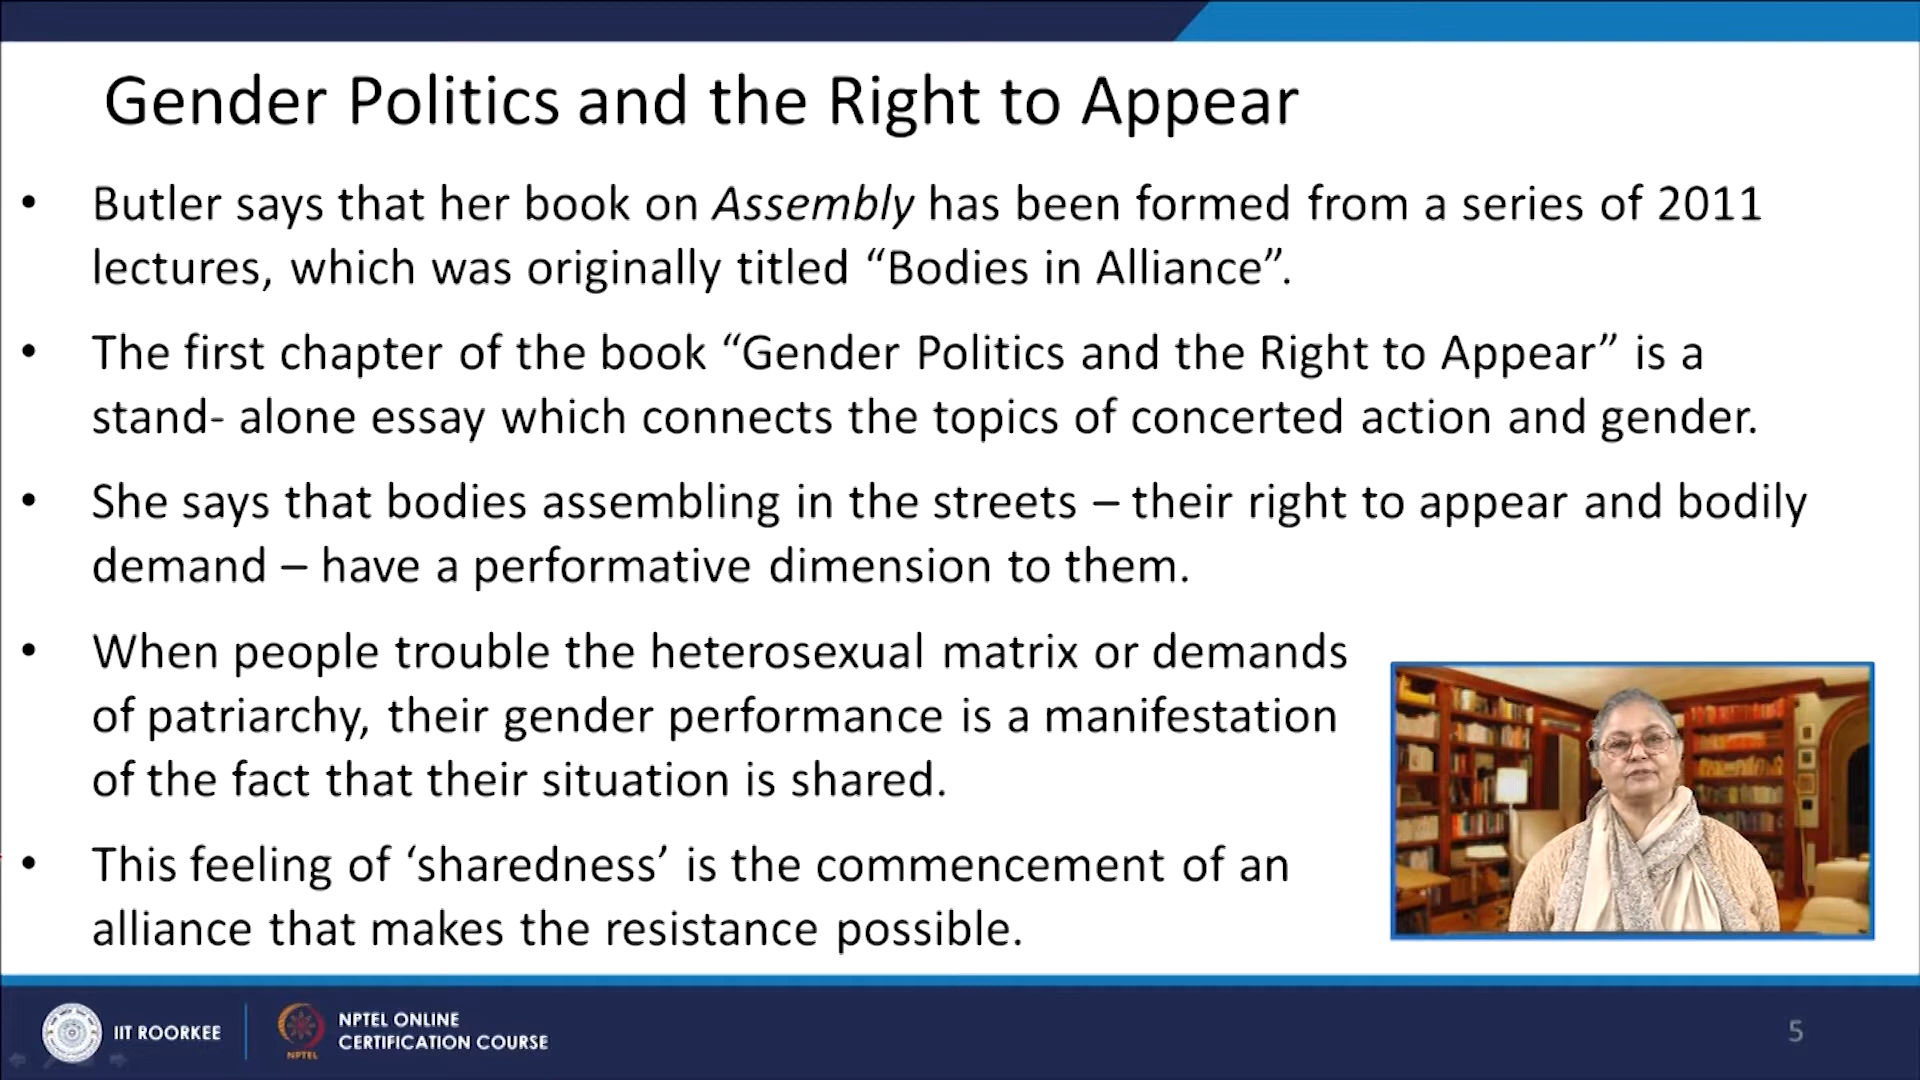 Gender Politics and the Right to Appear
• Butler says that her book on Assembly has been formed from a series of 2011
lectures, which was originally titled “Bodies in Alliance”.
• The first chapter of the book “Gender Politics and the Right to Appear” is a
stand- alone essay which connects the topics of concerted action and gender.
• She says that bodies assembling in the streets – their right to appear and bodily
demand – have a performative dimension to them.
• When people trouble the heterosexual matrix or demands
of patriarchy, their gender performance is a manifestation
of the fact that their situation is shared.
• This feeling of ‘sharedness’ is the commencement of an
alliance that makes the resistance possible.
IIT ROORKEE
NPTEL
NPTEL ONLINE
CERTIFICATION COURSE
5